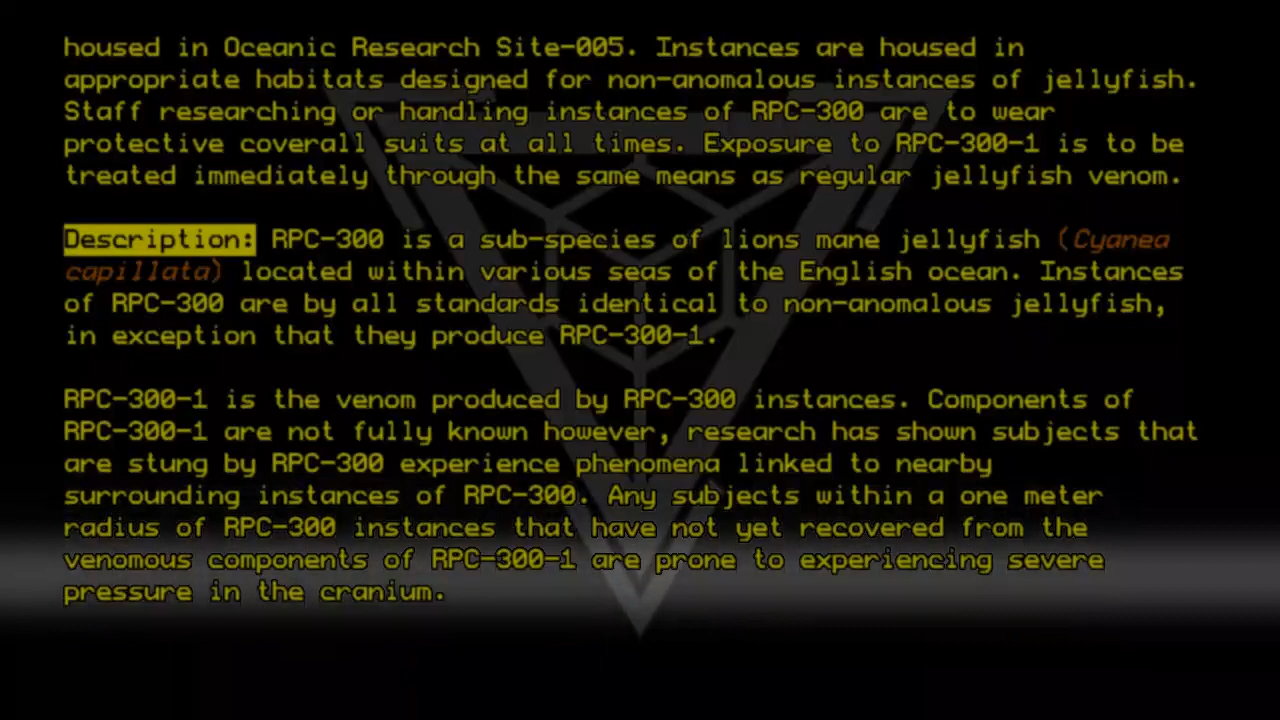 housed in Oceanic Research Site-005. Instances are housed in
appropriate habitats designed for non-anomalous instances of jellyfish.
Staff researching or handling instances of RPC-300 are to wear
protective coverall suits at all times. Exposure to RPC-300-1 is to be
treated immediately through the same means as regular jellyfish venom.
Description: RPC-300 is a sub-species of lions mane jellyfish (Cyanea
capillata) located within various seas of the English ocean. Instances
of RPC-300 are by all standards identical to non-anomalous jellyfish,
in exception that they produce RPC-300-1.
RPC-300-1 is the venom produced by RPC-300 instances. Components of
RPC-300-1 are not fully known however, research has shown subjects that
are stung by RPC-300 experience phenomena linked to nearby
surrounding instances of RPC-300. Any subjects within a one meter
radius of RPC-300 instances that have not yet recovered from the
venomous components of RPC-300-1 are prone to experiencing severe
pressure in the cranium.